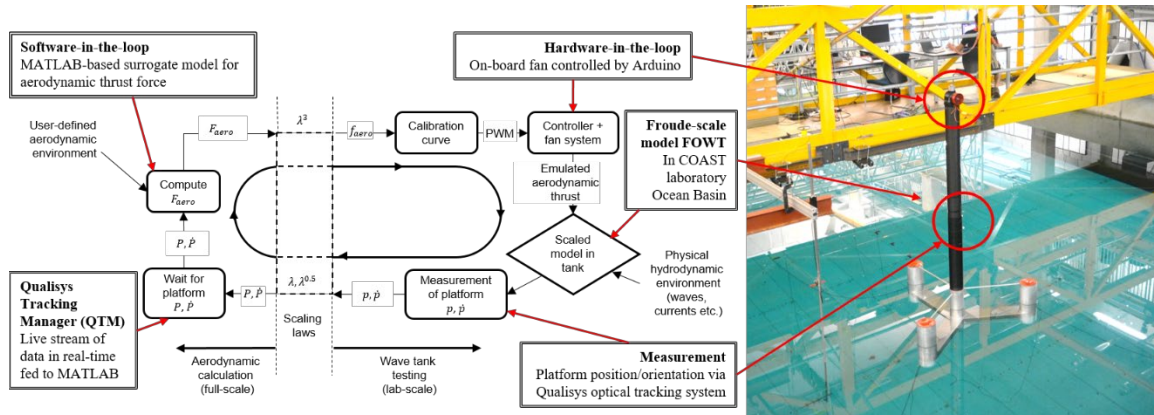 Software-in-the-loop
MATLAB-based surrogate model for
aerodynamic thrust force
User-defined
aerodynamic
environment
F_aero
Compute
F_aero
P, Ṗ
Wait for
platform
P, Ṗ
P, Ṗ
Qualisys
Tracking
Manager (QTM)
Live stream of
data in real-time
fed to MATLAB
λ³
λ, λ^0.5
Scaling
laws
Aerodynamic
calculation
(full-scale)
Wave tank
testing
(lab-scale)
f_aero
Calibration
curve
PWM
Controller +
fan system
Emulated
aerodynamic
thrust
Scaled
model in
tank
Physical
hydrodynamic
environment
(waves,
currents etc.)
Measurement
of platform
p, ṗ
p, ṗ
Hardware-in-the-loop
On-board fan controlled by Arduino
Froude-scale
model FOWT
In COAST
laboratory
Ocean Basin
Measurement
Platform position/orientation via
Qualisys optical tracking system